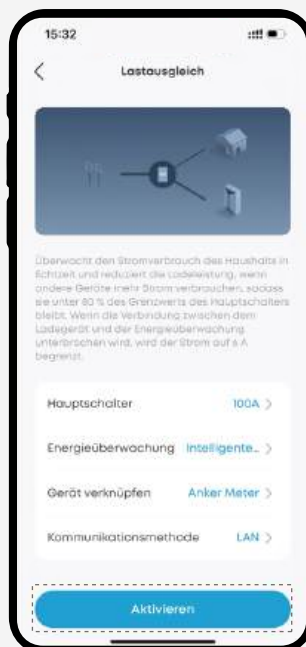 15:32
Lastausgleich
Überwacht den Stromverbrauch des Haushalts in
Echtzeit und reduziert die Ladeleistung, wenn
andere Geräte mehr Strom verbrauchen, sodass
sie unter 80 % des Grenzwerts des Hauptschalters
bleibt. Wenn die Verbindung zwischen dem
Ladegerät und der Energieüberwachung
unterbrochen wird, wird der Strom auf 6 A
begrenzt.
Hauptschalter 100A >
Energieüberwachung Intelligente... >
Gerät verknüpfen Anker Meter >
Kommunikationsmethode LAN >
Aktivieren